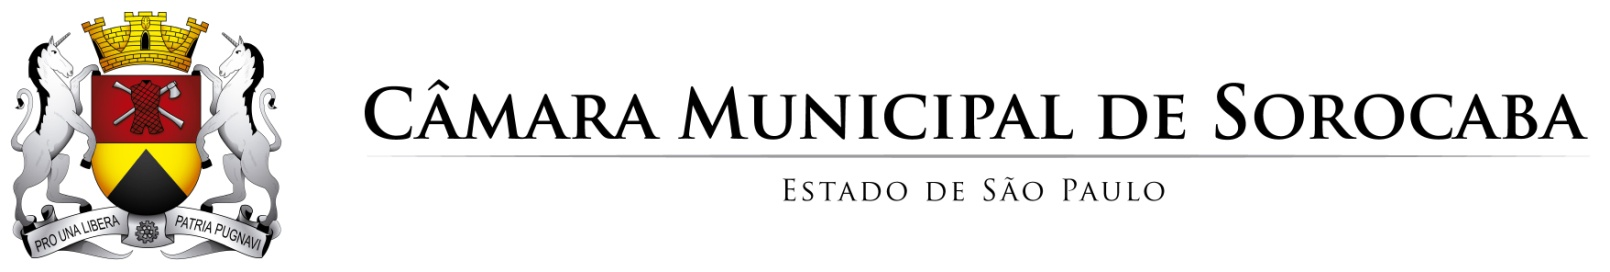 CÂMARA MUNICIPAL DE SOROCABA
ESTADO DE SÃO PAULO
PRO UNA LIBERA PATRIA PUGNAVI